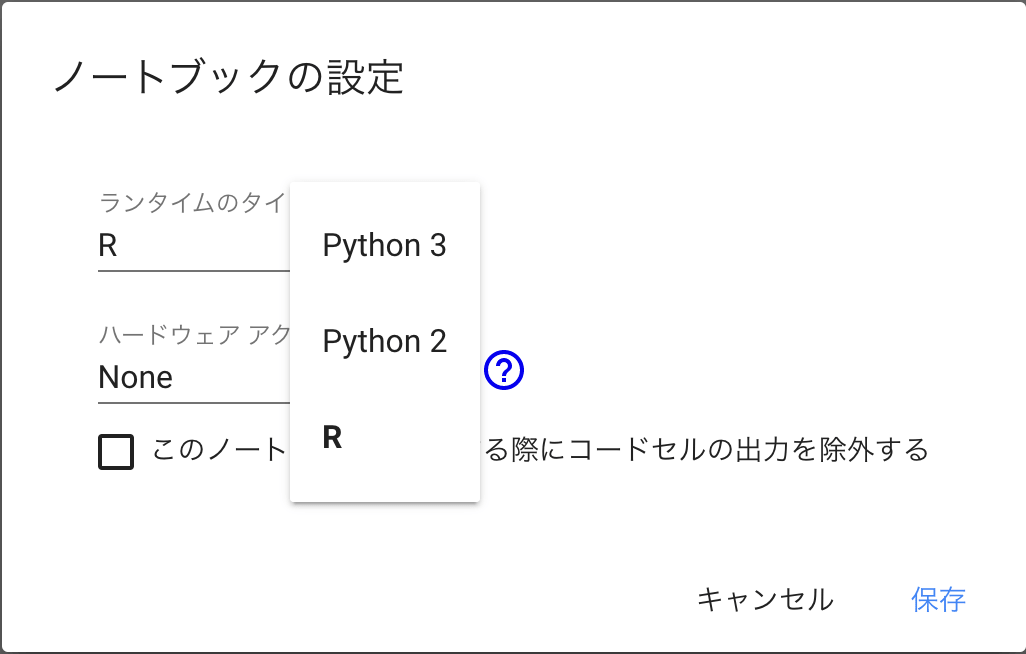 ノートブックの設定
ランタイムのタイ
R
Python 3
ハードウェア アク
Python 2
None
?
R
このノート
る際にコードセルの出力を除外する
キャンセル
保存